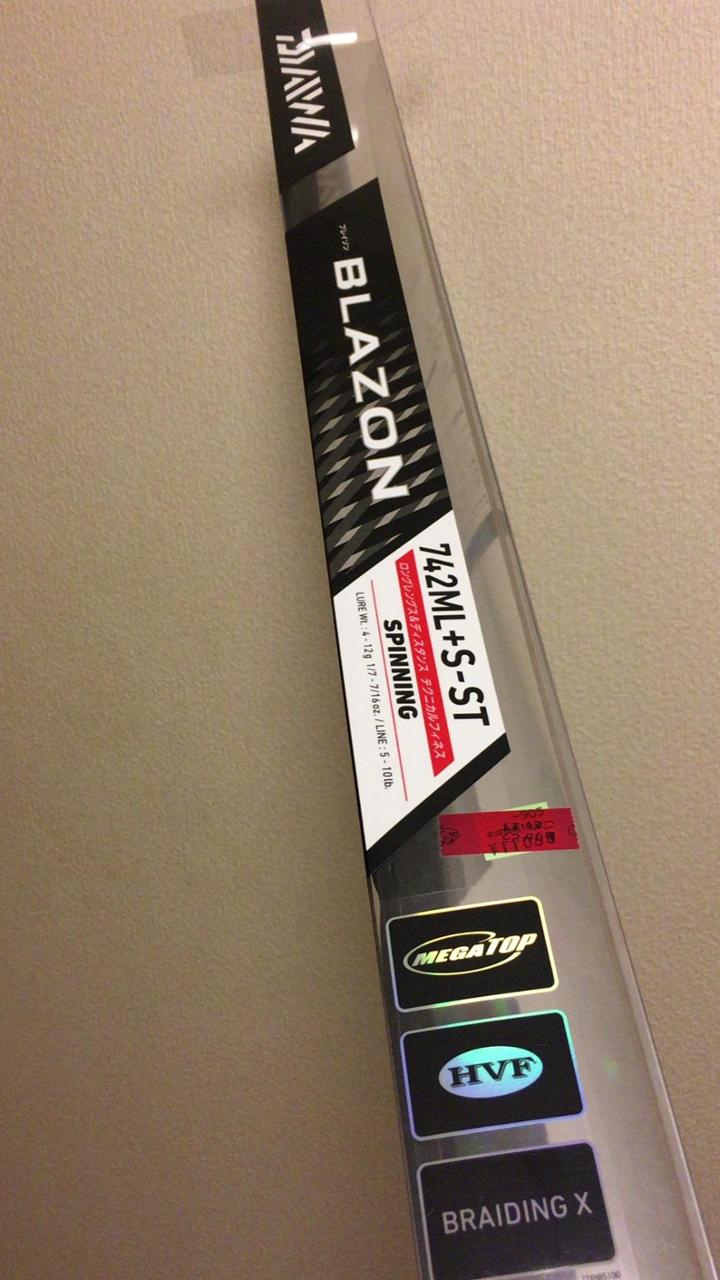 DAIWA
ブレイゾン
BLAZON
742ML+S-ST
ロングレングス&ディスタンス テクニカルフィネス
SPINNING
LURE Wt.: 4 - 12g 1/7 - 7/16oz. / LINE : 5 - 10lb.
MEGATOP
HVF
BRAIDING X